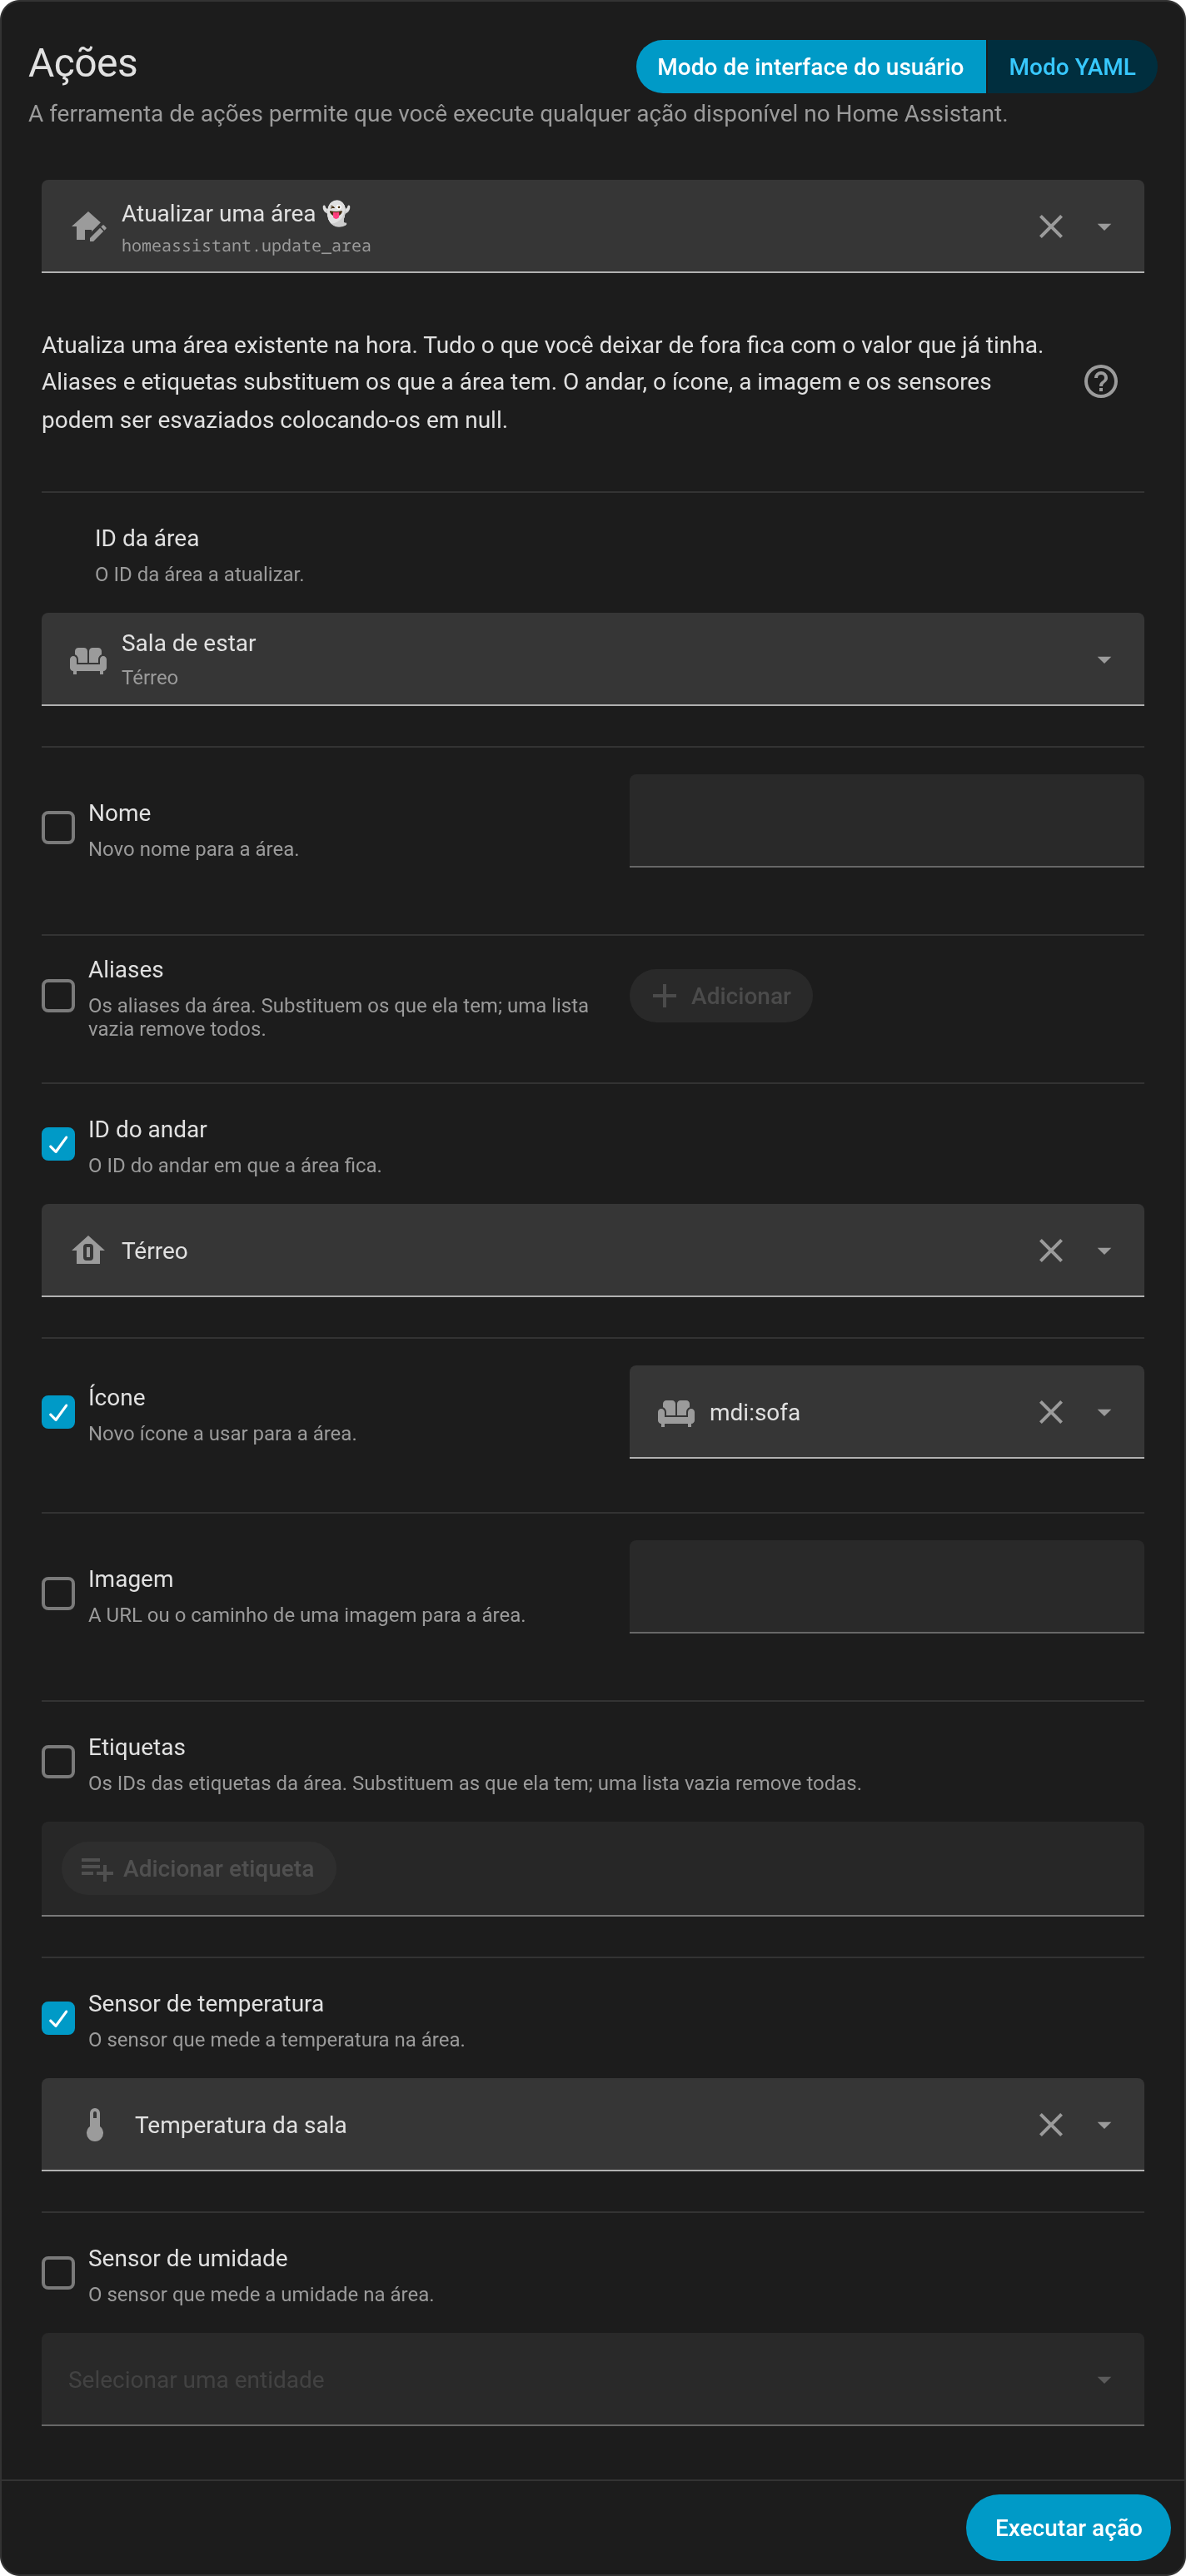 Ações
Modo de interface do usuário
Modo YAML
A ferramenta de ações permite que você execute qualquer ação disponível no Home Assistant.
Atualizar uma área 👻
homeassistant.update_area
Atualiza uma área existente na hora. Tudo o que você deixar de fora fica com o valor que já tinha.
Aliases e etiquetas substituem os que a área tem. O andar, o ícone, a imagem e os sensores
podem ser esvaziados colocando-os em null.
ID da área
O ID da área a atualizar.
Sala de estar
Térreo
Nome
Novo nome para a área.
Aliases
Os aliases da área. Substituem os que ela tem; uma lista
vazia remove todos.
Adicionar
ID do andar
O ID do andar em que a área fica.
Térreo
Ícone
Novo ícone a usar para a área.
mdi:sofa
Imagem
A URL ou o caminho de uma imagem para a área.
Etiquetas
Os IDs das etiquetas da área. Substituem as que ela tem; uma lista vazia remove todas.
Adicionar etiqueta
Sensor de temperatura
O sensor que mede a temperatura na área.
Temperatura da sala
Sensor de umidade
O sensor que mede a umidade na área.
Selecionar uma entidade
Executar ação